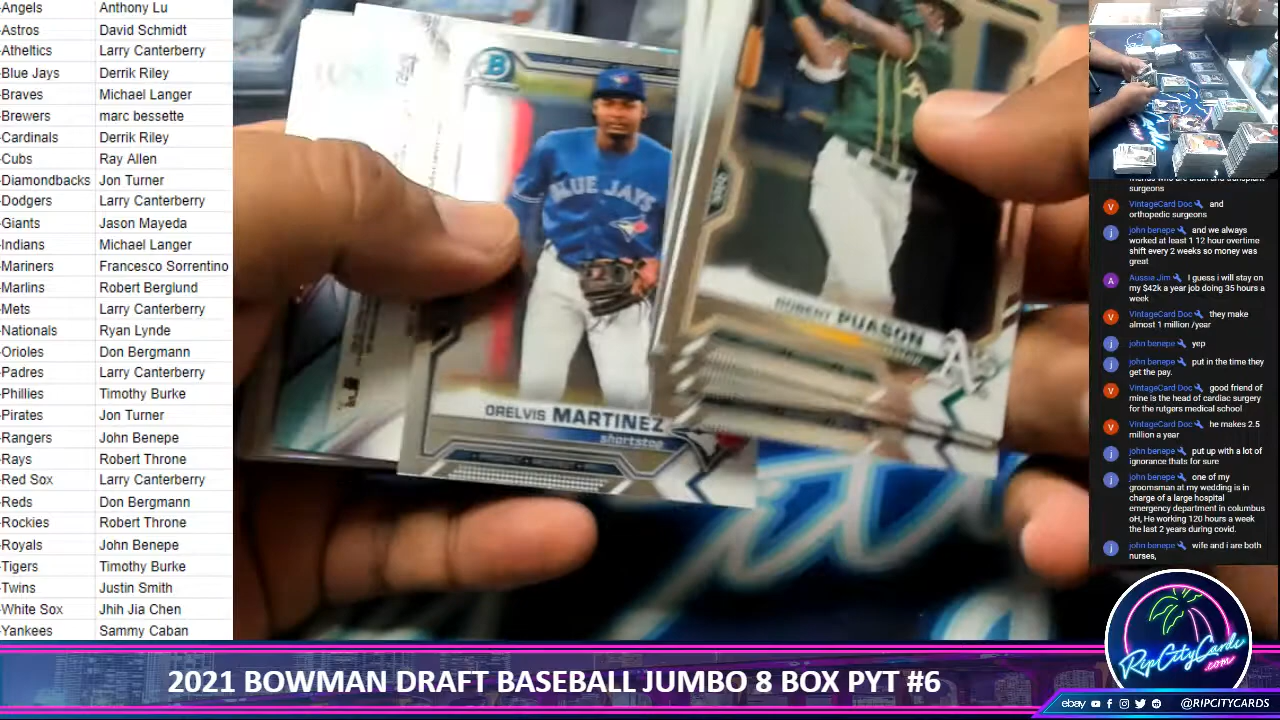 -Angels Anthony Lu
-Astros David Schmidt
-Atheltics Larry Canterberry
-Blue Jays Derrik Riley
-Braves Michael Langer
-Brewers marc bessette
-Cardinals Derrik Riley
-Cubs Ray Allen
-Diamondbacks Jon Turner
-Dodgers Larry Canterberry
-Giants Jason Mayeda
-Indians Michael Langer
-Mariners Francesco Sorrentino
-Marlins Robert Berglund
-Mets Larry Canterberry
-Nationals Ryan Lynde
-Orioles Don Bergmann
-Padres Larry Canterberry
-Phillies Timothy Burke
-Pirates Jon Turner
-Rangers John Benepe
-Rays Robert Throne
-Red Sox Larry Canterberry
-Reds Don Bergmann
-Rockies Robert Throne
-Royals John Benepe
-Tigers Timothy Burke
-Twins Justin Smith
-White Sox Jhih Jia Chen
-Yankees Sammy Caban
B
BLUE JAYS
ORELVIS MARTINEZ
shortstop
ROBERT PUASON
surgeons
VintageCard Doc and
orthopedic surgeons
john benepe and we always
worked at least 1 12 hour overtime
shift every 2 weeks so money was
great
Aussie Jim I guess i will stay on
my $42k a year job doing 35 hours a
week
VintageCard Doc they make
almost 1 million /year
john benepe yep
john benepe put in the time they
get the pay.
VintageCard Doc good friend of
mine is the head of cardiac surgery
for the rutgers medical school
VintageCard Doc he makes 2.5
million a year
john benepe put up with a lot of
ignorance thats for sure
john benepe one of my
groomsman at my wedding is in
charge of a large hospital
emergency department in columbus
oH, He working 120 hours a week
the last 2 years during covid.
john benepe wife and i are both
nurses,
RipCityCards
.com
2021 BOWMAN DRAFT BASEBALL JUMBO 8 BOX PYT #6
ebay @RIPCITYCARDS